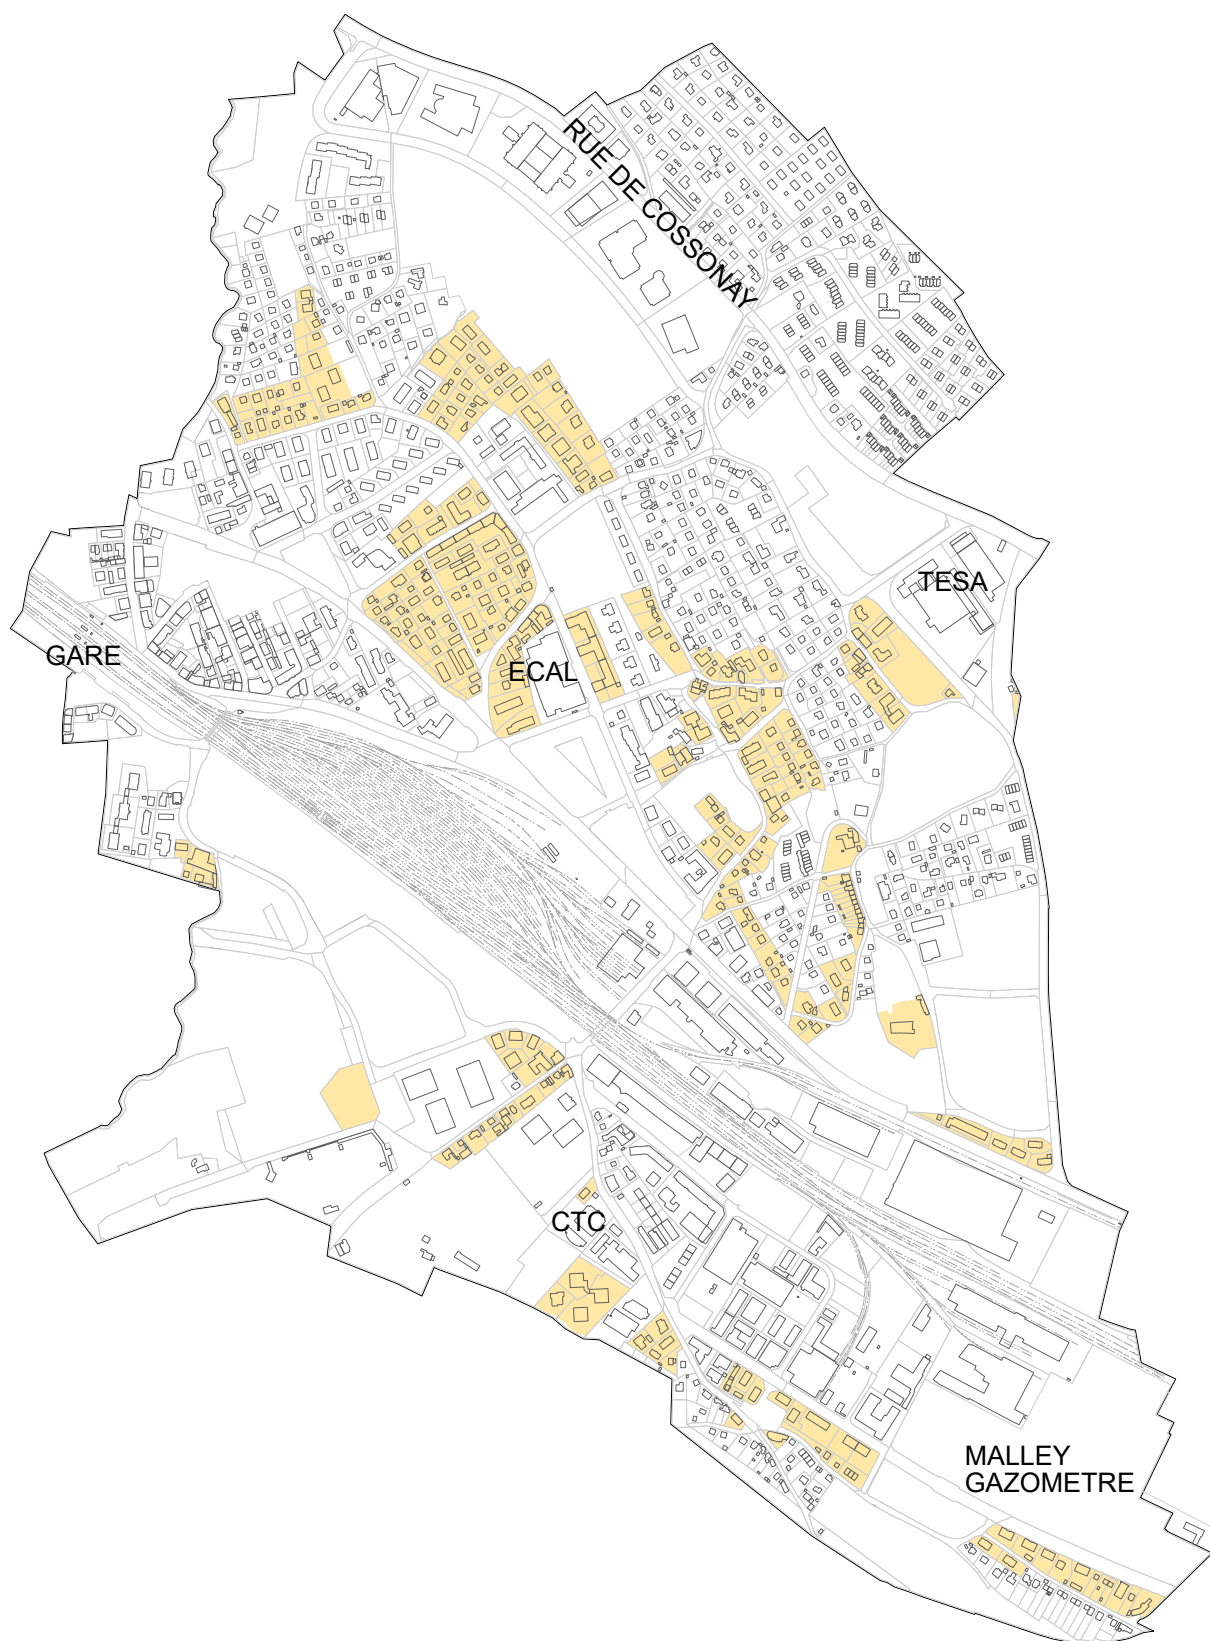 RUE DE COSSONAY
TESA
GARE
ECAL
CTC
MALLEY
GAZOMETRE